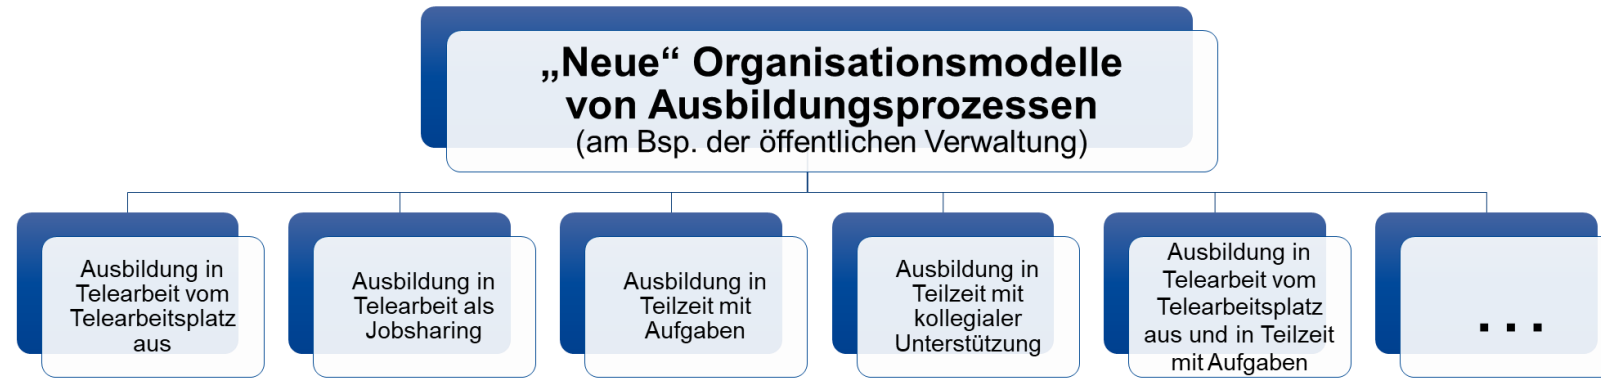 „Neue“ Organisationsmodelle
von Ausbildungsprozessen
(am Bsp. der öffentlichen Verwaltung)
Ausbildung in
Telearbeit vom
Telearbeitsplatz
aus
Ausbildung in
Telearbeit als
Jobsharing
Ausbildung in
Teilzeit mit
Aufgaben
Ausbildung in
Teilzeit mit
kollegialer
Unterstützung
Ausbildung in
Telearbeit vom
Telearbeitsplatz
aus und in Teilzeit
mit Aufgaben
...